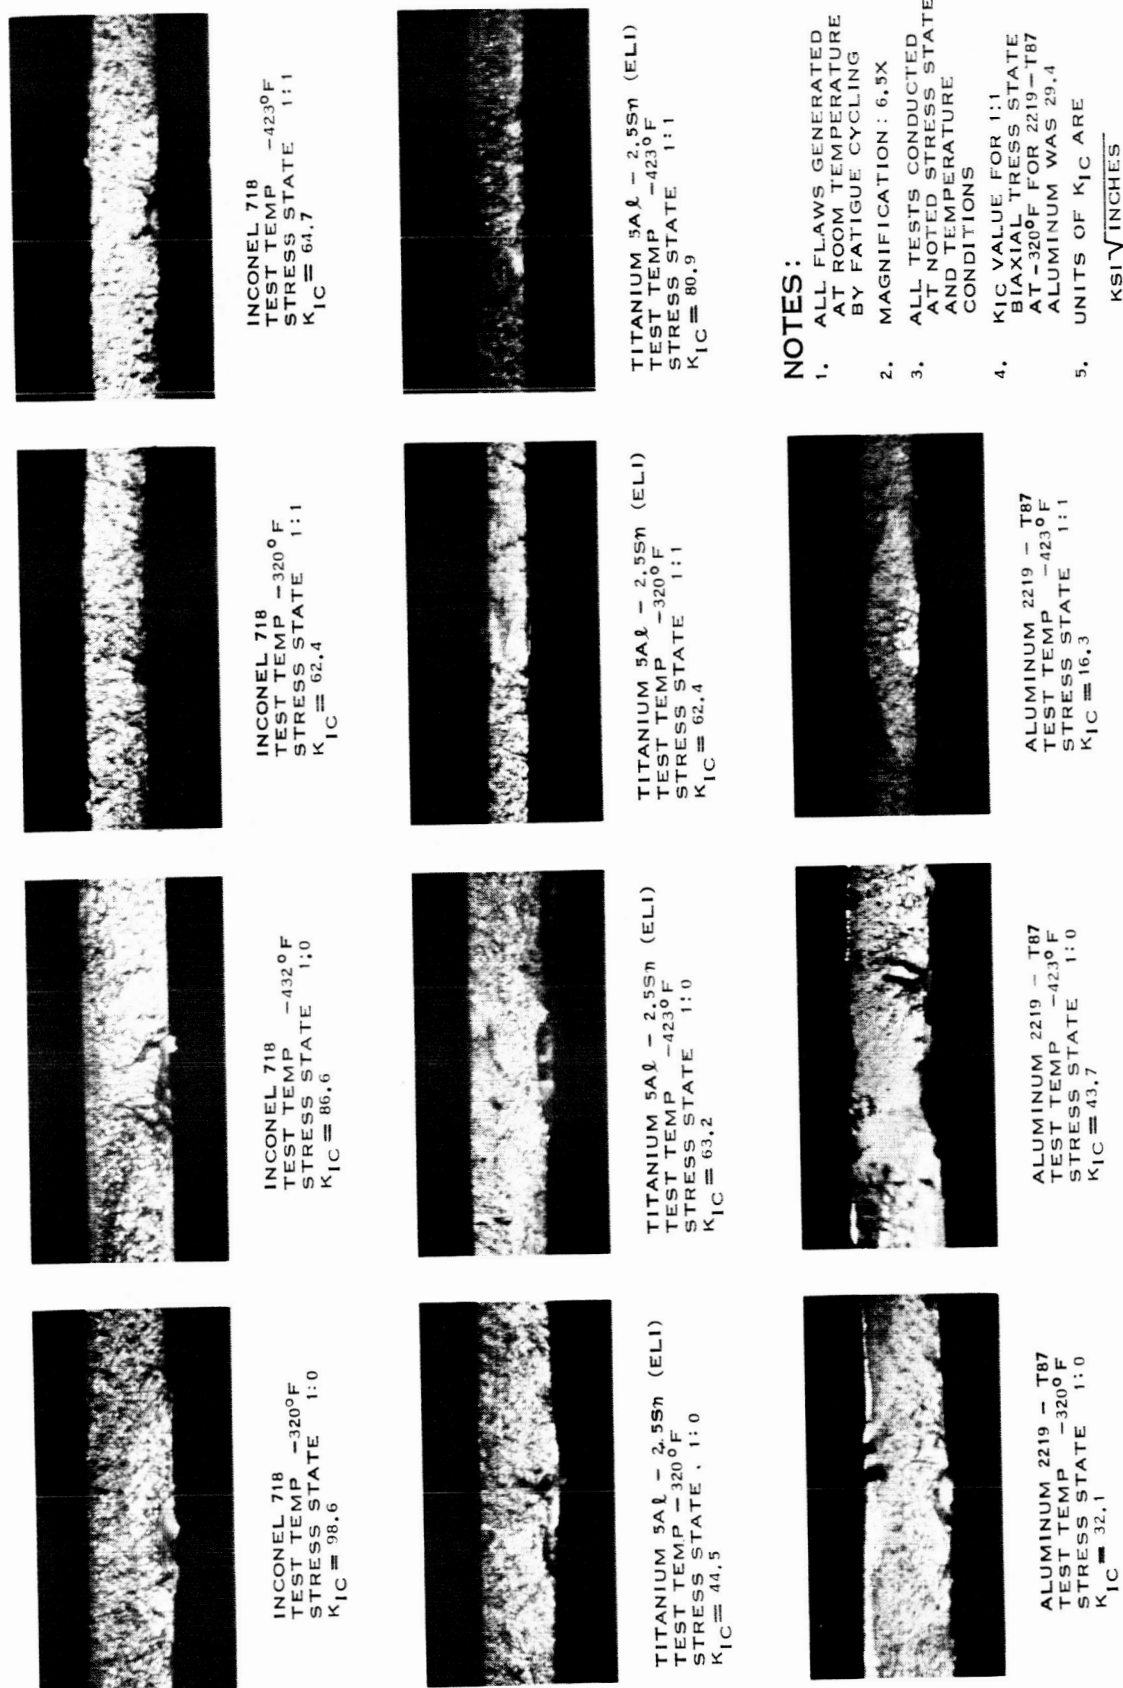 INCONEL 718
TEST TEMP -320°F
STRESS STATE 1:0
KIC = 98.6
INCONEL 718
TEST TEMP -432°F
STRESS STATE 1:0
KIC = 86.6
INCONEL 718
TEST TEMP -320°F
STRESS STATE 1:1
KIC = 62.4
INCONEL 718
TEST TEMP -423°F
STRESS STATE 1:1
KIC = 64.7
TITANIUM 5Aℓ - 2.5Sn (ELI)
TEST TEMP -320°F
STRESS STATE . 1:0
KIC = 44.5
TITANIUM 5Aℓ - 2.5Sn (ELI)
TEST TEMP -423°F
STRESS STATE 1:0
KIC = 63.2
TITANIUM 5Aℓ - 2.5Sn (ELI)
TEST TEMP -320°F
STRESS STATE 1:1
KIC = 62.4
TITANIUM 5Aℓ - 2.5Sn (ELI)
TEST TEMP -423°F
STRESS STATE 1:1
KIC = 80.9
ALUMINUM 2219 - T87
TEST TEMP -320°F
STRESS STATE 1:0
KIC = 32.1
ALUMINUM 2219 - T87
TEST TEMP -423°F
STRESS STATE 1:0
KIC = 43.7
ALUMINUM 2219 - T87
TEST TEMP -423°F
STRESS STATE 1:1
KIC = 16.3
NOTES:
1. ALL FLAWS GENERATED
AT ROOM TEMPERATURE
BY FATIGUE CYCLING
2. MAGNIFICATION: 6.5X
3. ALL TESTS CONDUCTED
AT NOTED STRESS STATE
AND TEMPERATURE
CONDITIONS
4. KIC VALUE FOR 1:1
BIAXIAL TRESS STATE
AT -320°F FOR 2219-T87
ALUMINUM WAS 29.4
5. UNITS OF KIC ARE
KSI √INCHES